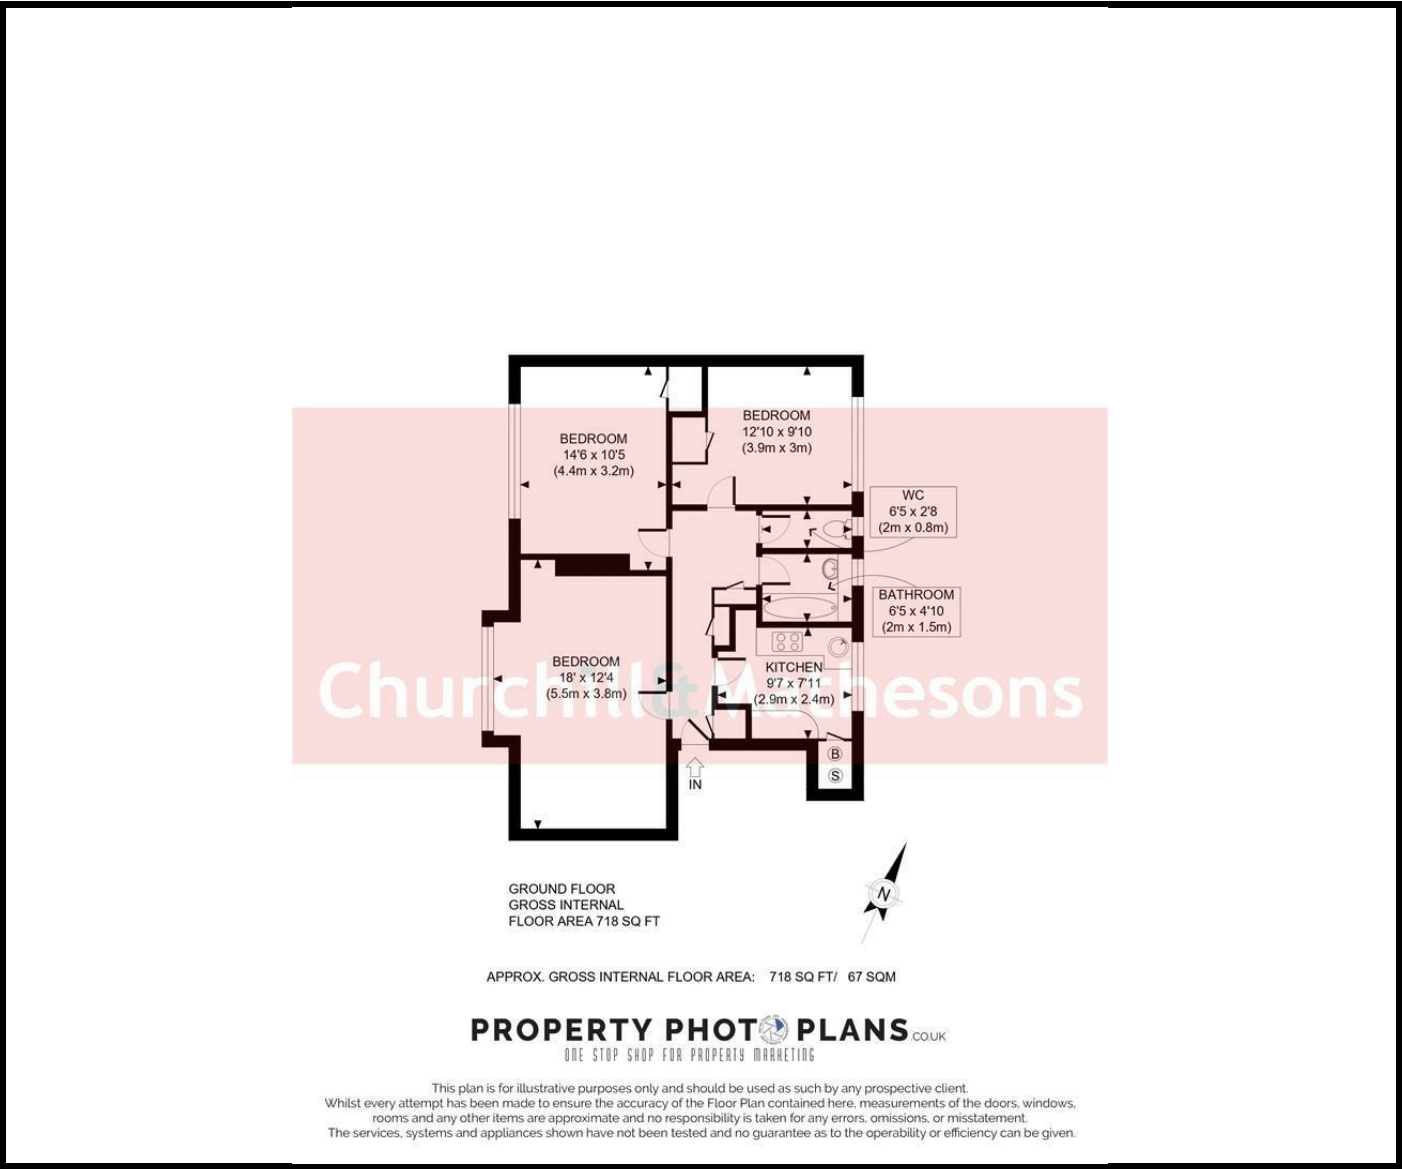 BEDROOM
14'6 x 10'5
(4.4m x 3.2m)
BEDROOM
12'10 x 9'10
(3.9m x 3m)
WC
6'5 x 2'8
(2m x 0.8m)
BATHROOM
6'5 x 4'10
(2m x 1.5m)
BEDROOM
18' x 12'4
(5.5m x 3.8m)
KITCHEN
9'7 x 7'11
(2.9m x 2.4m)
Churchill & Mathesons
B
S
IN
N
GROUND FLOOR
GROSS INTERNAL
FLOOR AREA 718 SQ FT
APPROX. GROSS INTERNAL FLOOR AREA: 718 SQ FT/ 67 SQM
PROPERTY PHOTO PLANS.CO.UK
ONE STOP SHOP FOR PROPERTY MARKETING
This plan is for illustrative purposes only and should be used as such by any prospective client.
Whilst every attempt has been made to ensure the accuracy of the Floor Plan contained here, measurements of the doors, windows,
rooms and any other items are approximate and no responsibility is taken for any errors, omissions, or misstatement.
The services, systems and appliances shown have not been tested and no guarantee as to the operability or efficiency can be given.